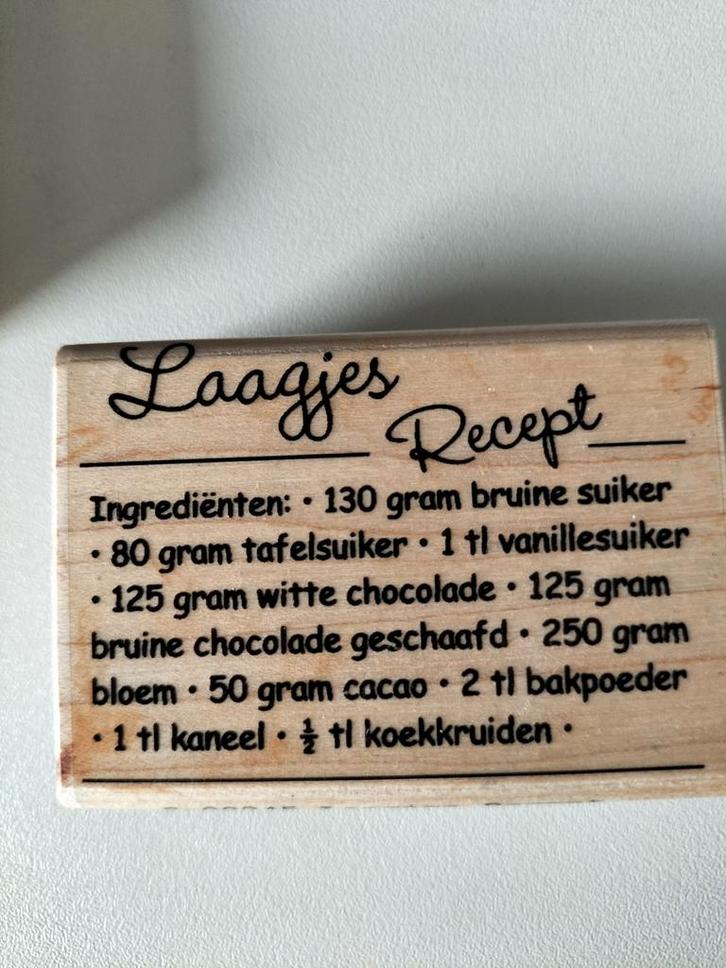 Laagjes
Recept
Ingrediënten: • 130 gram bruine suiker
• 80 gram tafelsuiker • 1 tl vanillesuiker
• 125 gram witte chocolade • 125 gram
bruine chocolade geschaafd • 250 gram
bloem • 50 gram cacao • 2 tl bakpoeder
• 1 tl kaneel • ½ tl koekkruiden •